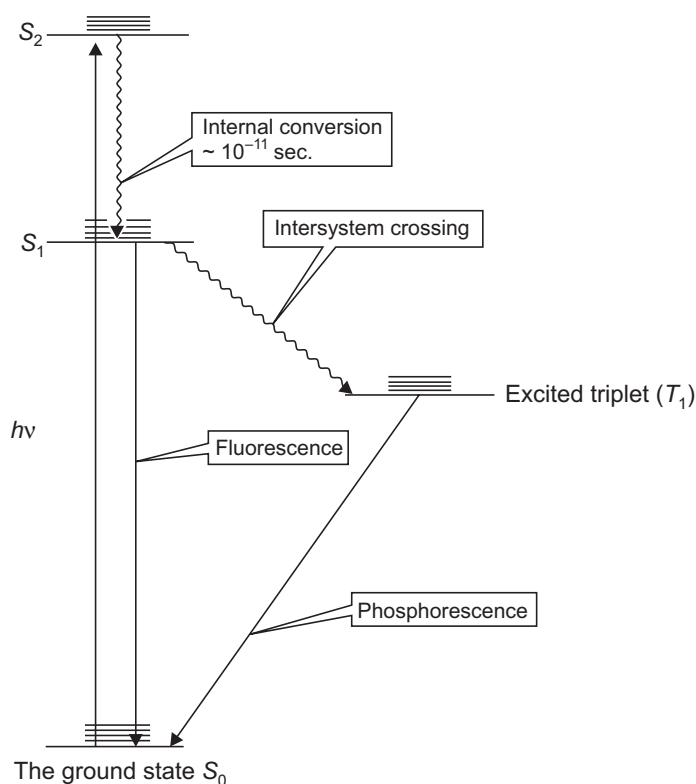 S₂
Internal conversion
~ 10⁻¹¹ sec.
S₁
Intersystem crossing
Excited triplet (T₁)
hν
Fluorescence
Phosphorescence
The ground state S₀